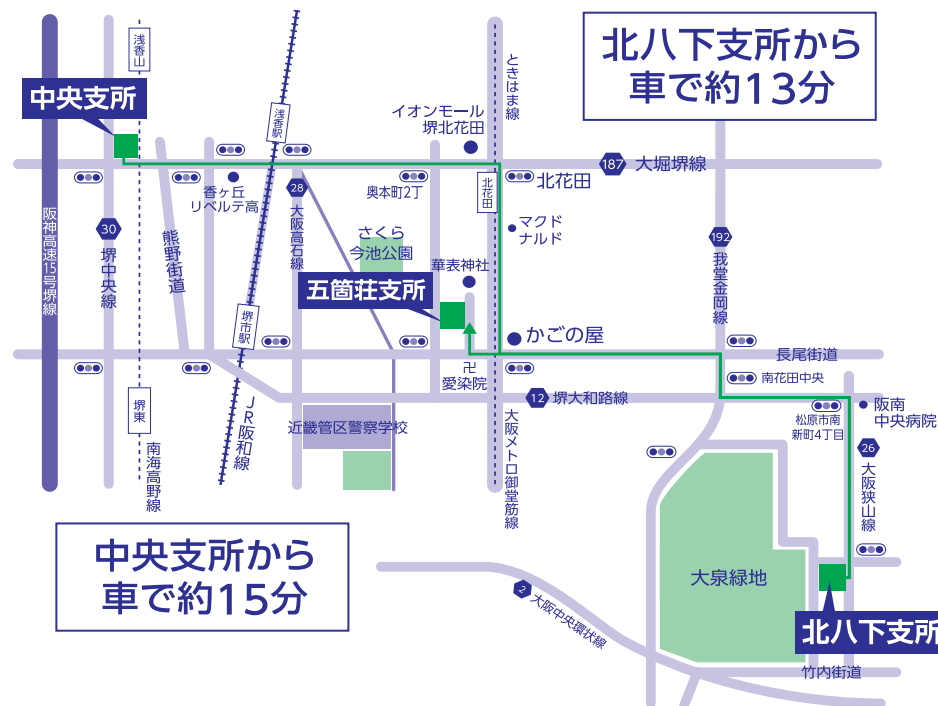 浅香山
中央支所
浅香駅
イオンモール
堺北花田
ときはま線
北八下支所から
車で約13分
187
大堀堺線
香ヶ丘
リベルテ高
28
大阪高石線
奥本町2丁
北花田
北花田
30
堺中央線
阪神高速15号堺線
熊野街道
さくら
今池公園
マクド
ナルド
華表神社
192
我堂金岡線
五箇荘支所
堺市駅
かごの屋
長尾街道
卍
愛染院
南花田中央
堺東
12
堺大和路線
JR阪和線
近畿管区警察学校
松原市南
新町4丁目
阪南
中央病院
南海高野線
大阪メトロ御堂筋線
26
大阪狭山線
中央支所から
車で約15分
大泉緑地
2
大阪中央環状線
北八下支所
竹内街道